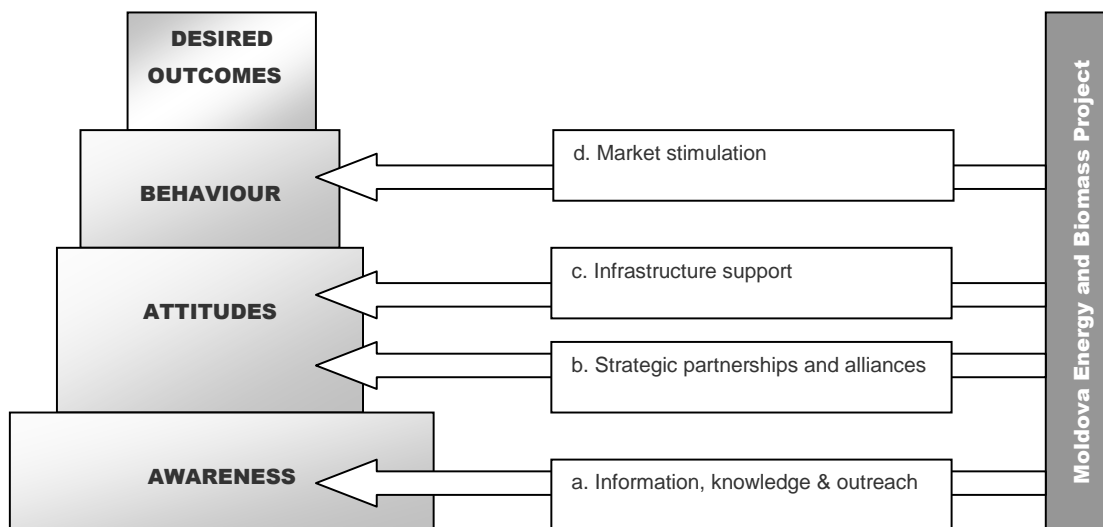 DESIRED
OUTCOMES
d. Market stimulation
BEHAVIOUR
c. Infrastructure support
ATTITUDES
b. Strategic partnerships and alliances
AWARENESS
a. Information, knowledge & outreach
Moldova Energy and Biomass Project